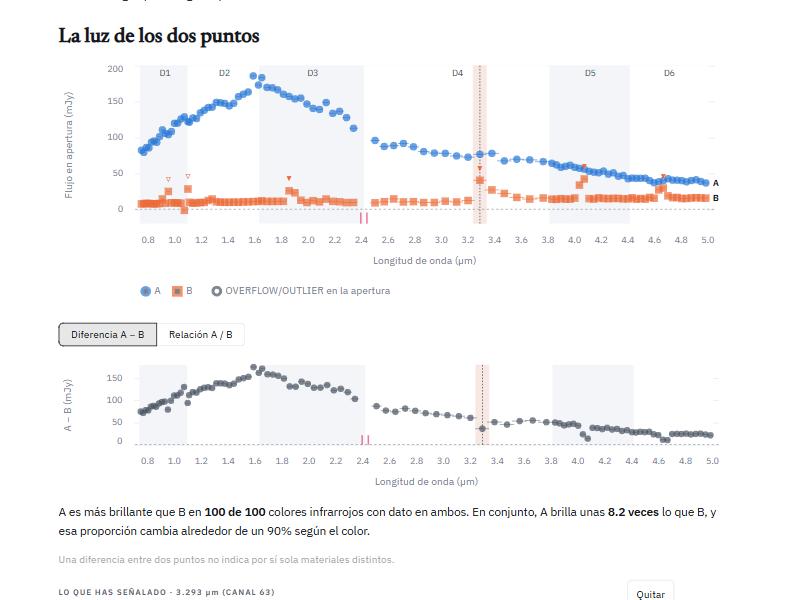 La luz de los dos puntos
D1 D2 D3 D4 D5 D6
200
150
100
50
0
Flujo en apertura (mJy)
A
B
0.8 1.0 1.2 1.4 1.6 1.8 2.0 2.2 2.4 2.6 2.8 3.0 3.2 3.4 3.6 3.8 4.0 4.2 4.4 4.6 4.8 5.0
Longitud de onda (µm)
A B OVERFLOW/OUTLIER en la apertura
Diferencia A – B Relación A / B
150
100
50
0
A – B (mJy)
0.8 1.0 1.2 1.4 1.6 1.8 2.0 2.2 2.4 2.6 2.8 3.0 3.2 3.4 3.6 3.8 4.0 4.2 4.4 4.6 4.8 5.0
Longitud de onda (µm)
A es más brillante que B en 100 de 100 colores infrarrojos con dato en ambos. En conjunto, A brilla unas 8.2 veces lo que B, y
esa proporción cambia alrededor de un 90% según el color.
Una diferencia entre dos puntos no indica por sí sola materiales distintos.
LO QUE HAS SEÑALADO · 3.293 µm (CANAL 63)
Quitar